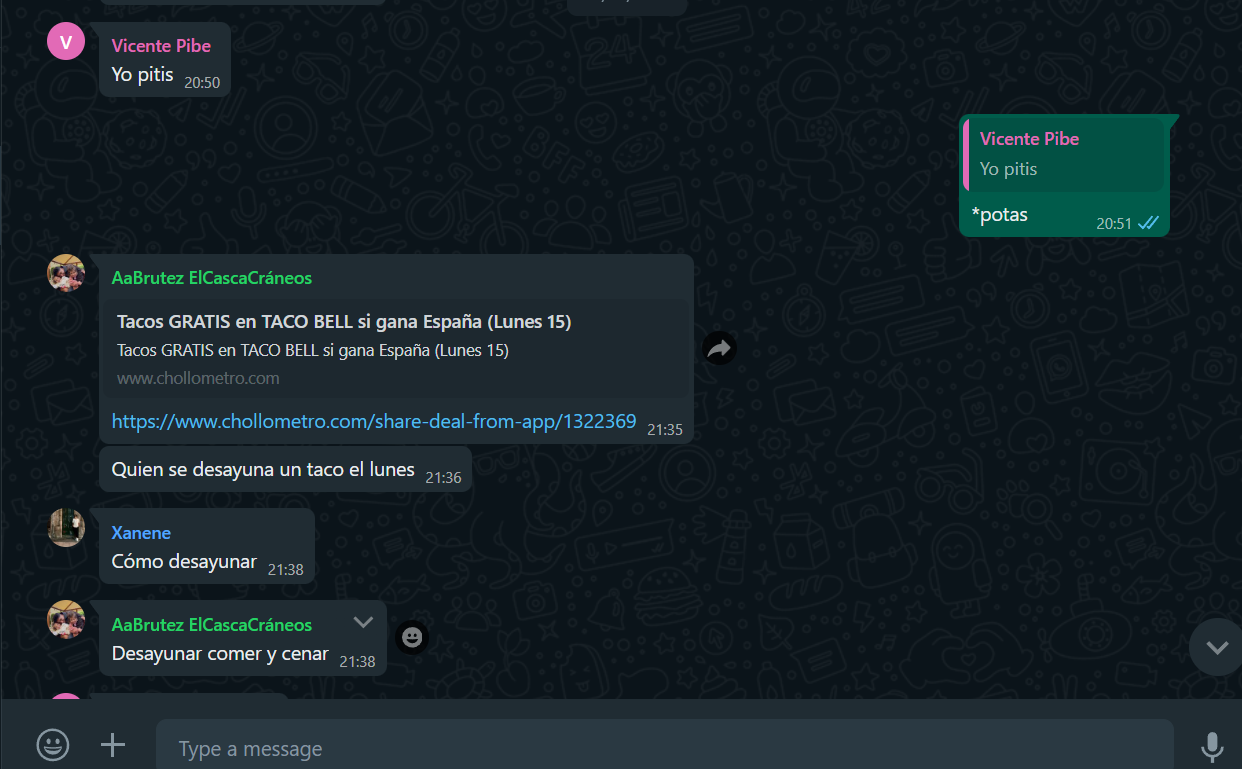 V
Vicente Pibe
Yo pitis 20:50
Vicente Pibe
Yo pitis
*potas 20:51
AaBrutez ElCascaCráneos
Tacos GRATIS en TACO BELL si gana España (Lunes 15)
Tacos GRATIS en TACO BELL si gana España (Lunes 15)
www.chollometro.com
https://www.chollometro.com/share-deal-from-app/1322369 21:35
Quien se desayuna un taco el lunes 21:36
Xanene
Cómo desayunar 21:38
AaBrutez ElCascaCráneos
Desayunar comer y cenar 21:38
Type a message